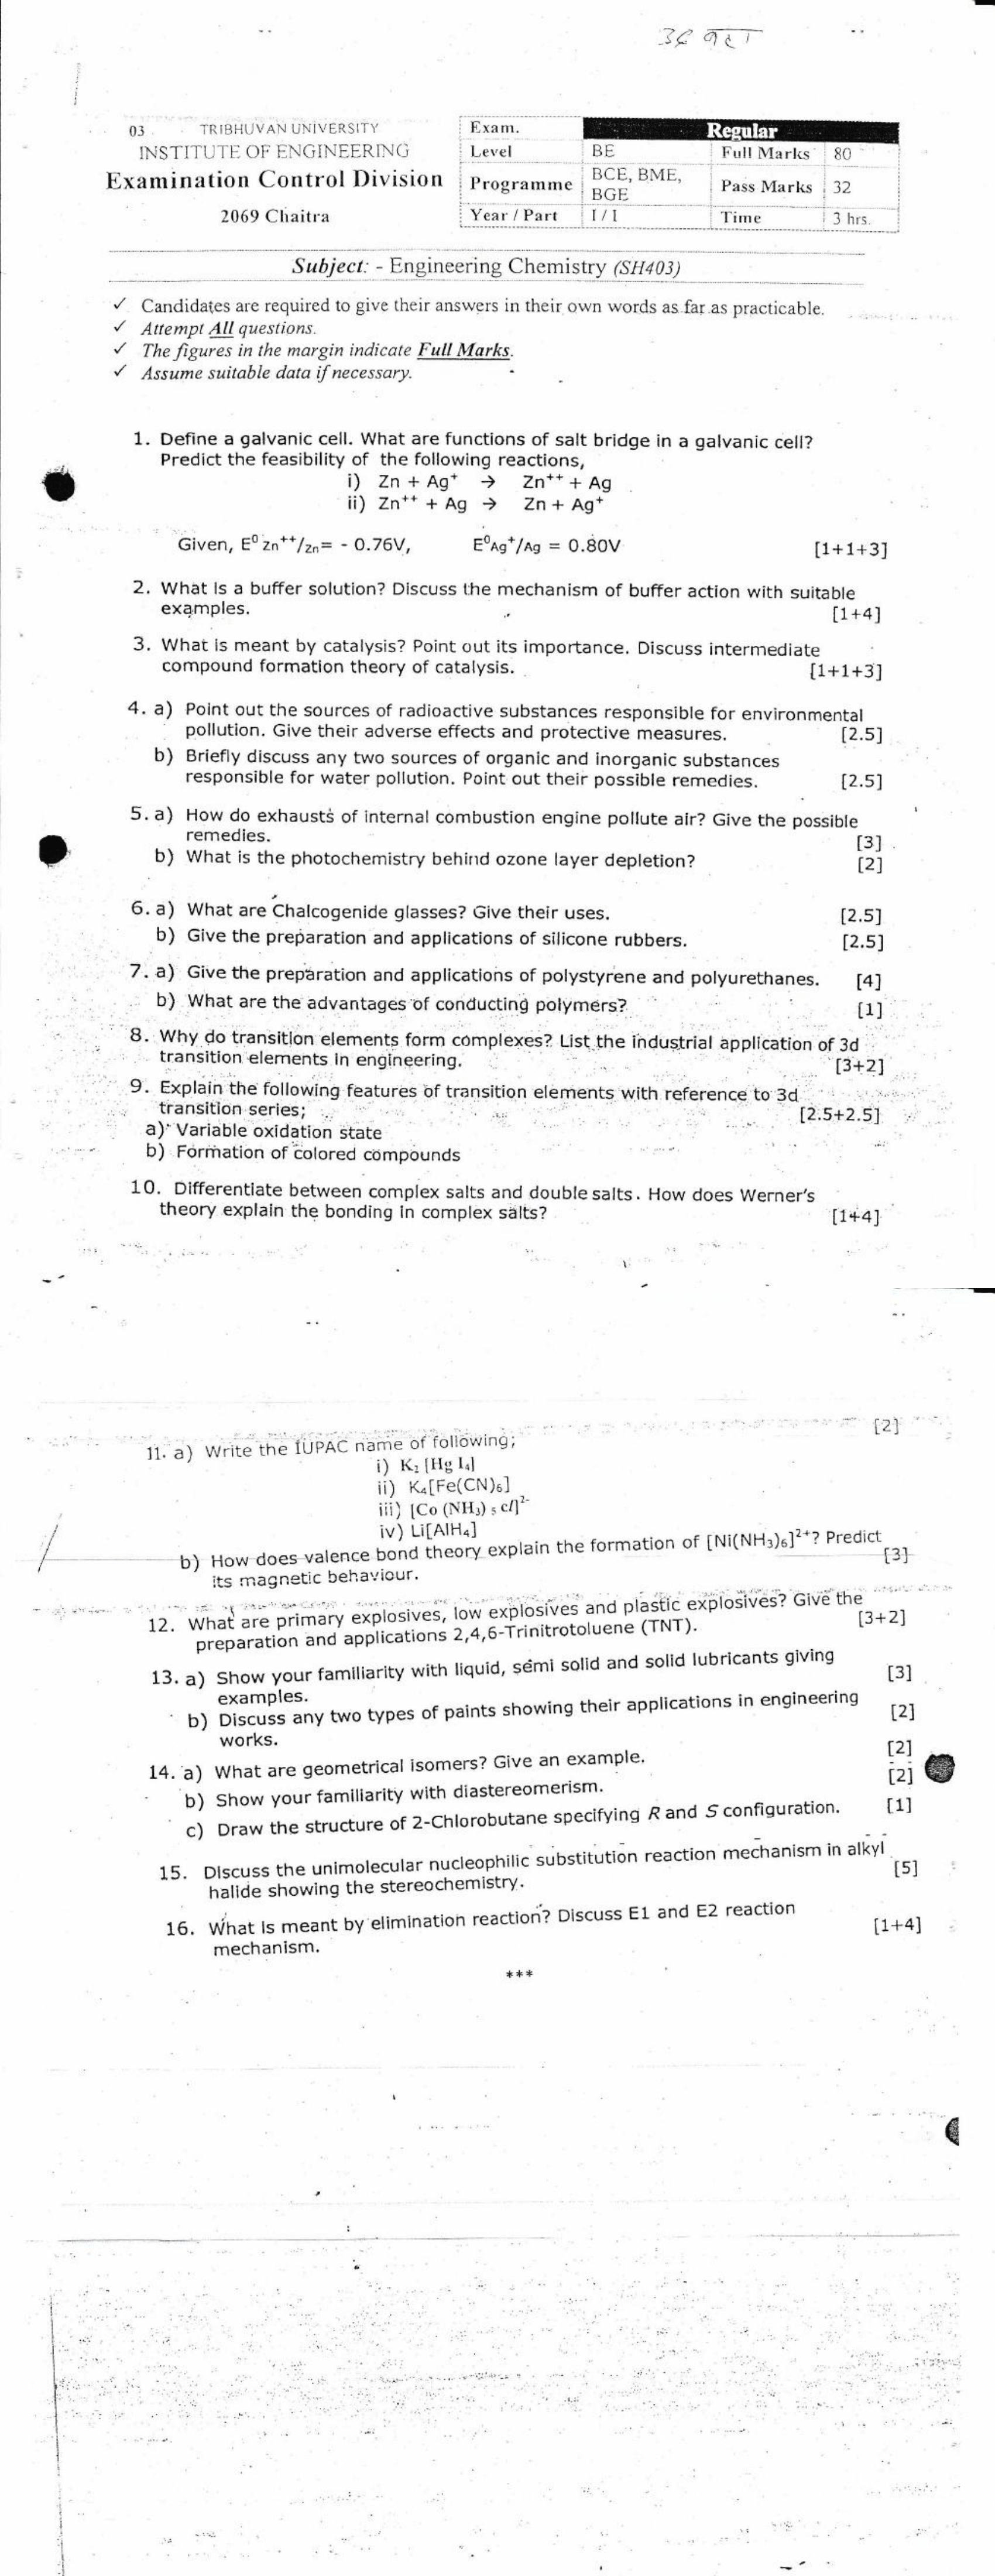 03 TRIBHUVAN UNIVERSITY
INSTITUTE OF ENGINEERING
Examination Control Division
2069 Chaitra
Exam. Regular
Level BE Full Marks 80
Programme BCE, BME, BGE Pass Marks 32
Year / Part I / I Time 3 hrs.
Subject: - Engineering Chemistry (SH403)
✓ Candidates are required to give their answers in their own words as far as practicable.
✓ Attempt All questions.
✓ The figures in the margin indicate Full Marks.
✓ Assume suitable data if necessary.
1. Define a galvanic cell. What are functions of salt bridge in a galvanic cell?
Predict the feasibility of the following reactions,
i) Zn + Ag⁺ → Zn⁺⁺ + Ag
ii) Zn⁺⁺ + Ag → Zn + Ag⁺
Given, E⁰ Zn⁺⁺/Zn= - 0.76V, E⁰Ag⁺/Ag = 0.80V [1+1+3]
2. What is a buffer solution? Discuss the mechanism of buffer action with suitable
examples. [1+4]
3. What is meant by catalysis? Point out its importance. Discuss intermediate
compound formation theory of catalysis. [1+1+3]
4. a) Point out the sources of radioactive substances responsible for environmental
pollution. Give their adverse effects and protective measures. [2.5]
b) Briefly discuss any two sources of organic and inorganic substances
responsible for water pollution. Point out their possible remedies. [2.5]
5. a) How do exhausts of internal combustion engine pollute air? Give the possible
remedies. [3]
b) What is the photochemistry behind ozone layer depletion? [2]
6. a) What are Chalcogenide glasses? Give their uses. [2.5]
b) Give the preparation and applications of silicone rubbers. [2.5]
7. a) Give the preparation and applications of polystyrene and polyurethanes. [4]
b) What are the advantages of conducting polymers? [1]
8. Why do transition elements form complexes? List the industrial application of 3d
transition elements in engineering. [3+2]
9. Explain the following features of transition elements with reference to 3d
transition series; [2.5+2.5]
a) Variable oxidation state
b) Formation of colored compounds
10. Differentiate between complex salts and double salts. How does Werner's
theory explain the bonding in complex salts? [1+4]
11. a) Write the IUPAC name of following; [2]
i) K₂ [Hg I₄]
ii) K₄[Fe(CN)₆]
iii) [Co (NH₃) ₅ cl]²⁻
iv) Li[AlH₄]
b) How does valence bond theory explain the formation of [Ni(NH₃)₆]²⁺? Predict
its magnetic behaviour. [3]
12. What are primary explosives, low explosives and plastic explosives? Give the
preparation and applications 2,4,6-Trinitrotoluene (TNT). [3+2]
13. a) Show your familiarity with liquid, semi solid and solid lubricants giving
examples. [3]
b) Discuss any two types of paints showing their applications in engineering
works. [2]
14. a) What are geometrical isomers? Give an example. [2]
b) Show your familiarity with diastereomerism. [2]
c) Draw the structure of 2-Chlorobutane specifying R and S configuration. [1]
15. Discuss the unimolecular nucleophilic substitution reaction mechanism in alkyl
halide showing the stereochemistry. [5]
16. What is meant by elimination reaction? Discuss E1 and E2 reaction
mechanism. [1+4]
***